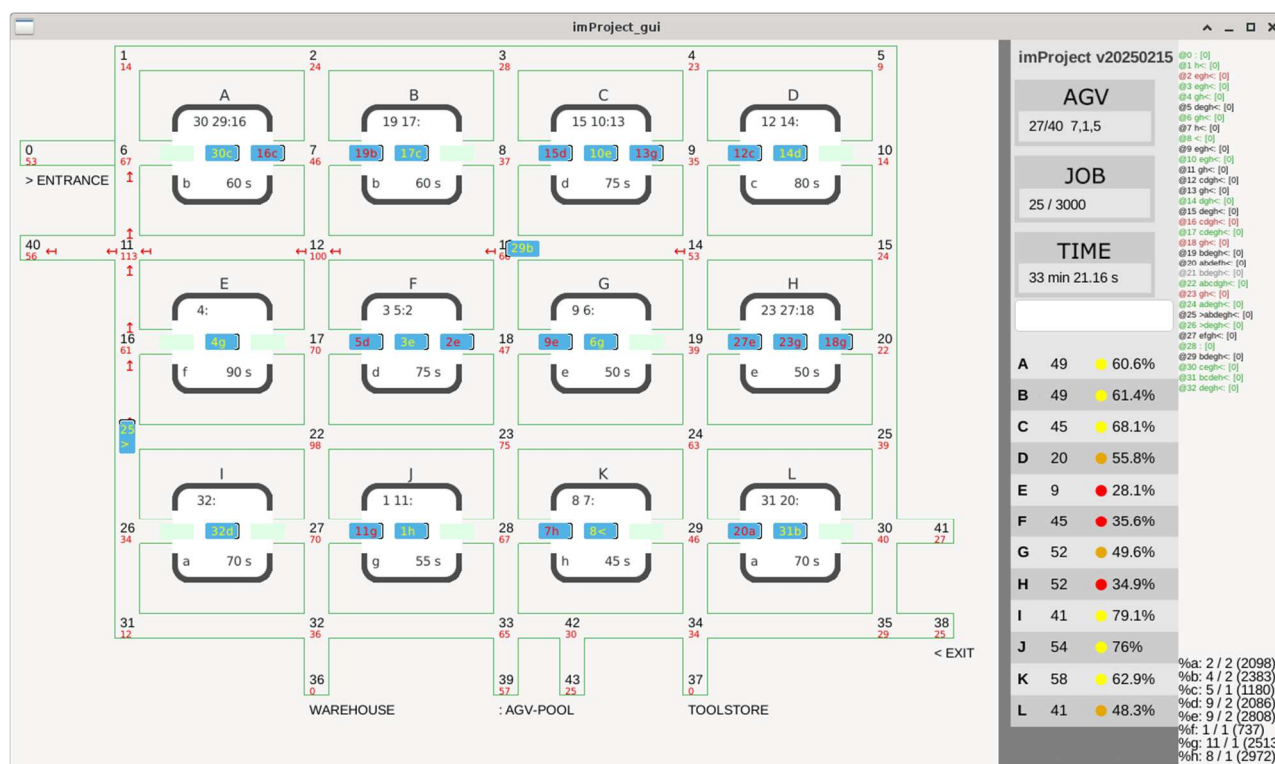 imProject_gui
1 2 3 4 5
14 24 28 23 9
A B C D
30 29:16 19 17: 15 10:13 12 14:
0 6 30c 16c 7 19b 17c 8 15d 10e 13g 9 12c 14d 10
53 67 46 37 35 14
> ENTRANCE
b 60 s b 60 s d 75 s c 80 s
40 11 12 29b 14 15
56 113 100 53 24
E F G H
4: 3 5:2 9 6: 23 27:18
16 4g 17 5d 3e 2e 18 9e 6g 19 27e 23g 18g 20
61 70 47 39 22
f 90 s d 75 s e 50 s e 50 s
25
>
22 23 24 25
98 75 63 39
I J K L
32: 1 11: 8 7: 31 20:
26 32d 27 11g 1h 28 7h 8< 29 20a 31b 30 41
34 70 67 46 40 27
a 70 s g 55 s h 45 s a 70 s
31 32 33 42 34 35 38
12 36 65 30 34 29 25
< EXIT
36 39 43 37
0 57 25 0
WAREHOUSE : AGV-POOL TOOLSTORE
imProject v20250215
AGV
27/40 7,1,5
JOB
25 / 3000
TIME
33 min 21.16 s
A 49 60.6%
B 49 61.4%
C 45 68.1%
D 20 55.8%
E 9 28.1%
F 45 35.6%
G 52 49.6%
H 52 34.9%
I 41 79.1%
J 54 76%
K 58 62.9%
L 41 48.3%
@0 : [0]
@1 h<: [0]
@2 egh<: [0]
@3 egh<: [0]
@4 gh<: [0]
@5 degh<: [0]
@6 gh<: [0]
@7 h<: [0]
@8 <: [0]
@9 egh<: [0]
@10 egh<: [0]
@11 gh<: [0]
@12 cdgh<: [0]
@13 gh<: [0]
@14 dgh<: [0]
@15 degh<: [0]
@16 cdgh<: [0]
@17 cdegh<: [0]
@18 gh<: [0]
@19 bdegh<: [0]
@20 abdefh<: [0]
@21 bdegh<: [0]
@22 abcdgh<: [0]
@23 gh<: [0]
@24 adegh<: [0]
@25 >abdegh<: [0]
@26 >degh<: [0]
@27 efgh<: [0]
@28 : [0]
@29 bdegh<: [0]
@30 cegh<: [0]
@31 bcdeh<: [0]
@32 degh<: [0]
%a: 2 / 2 (2098)
%b: 4 / 2 (2383)
%c: 5 / 1 (1180)
%d: 9 / 2 (2086)
%e: 9 / 2 (2808)
%f: 1 / 1 (737)
%g: 11 / 1 (2513
%h: 8 / 1 (2972)